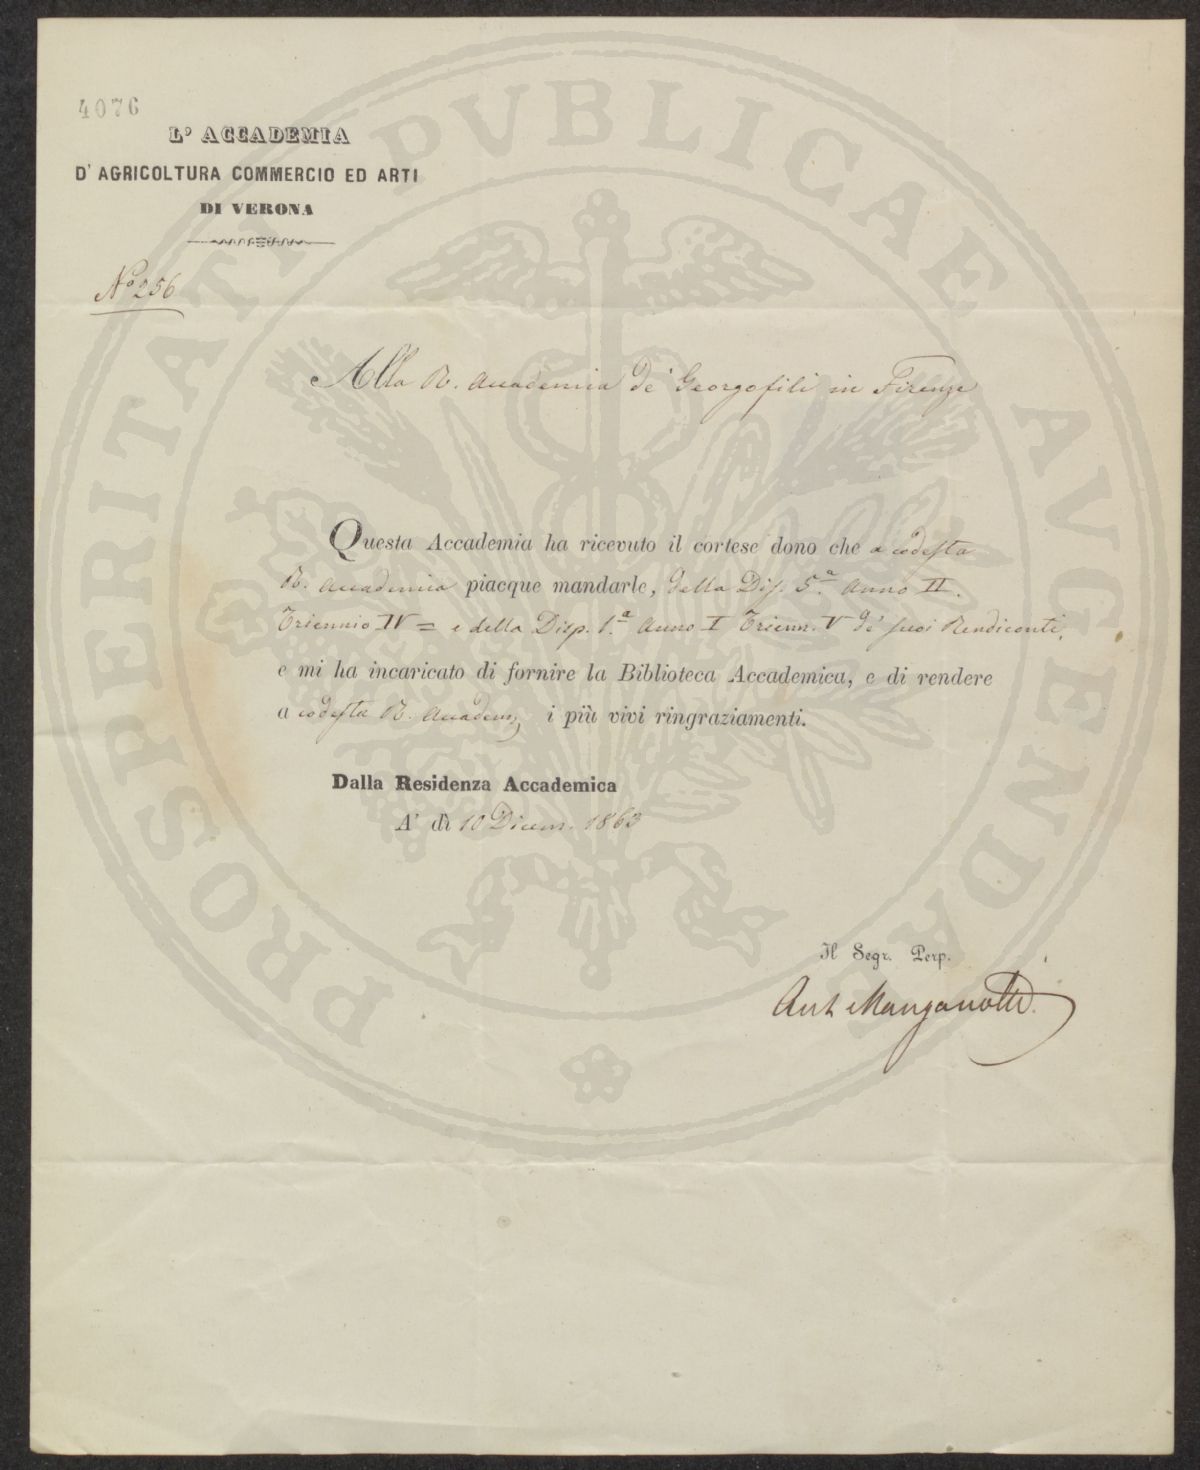 4076
L' ACCADEMIA
D' AGRICOLTURA COMMERCIO ED ARTI
DI VERONA
N.° 256
Alla R. Accademia de' Georgofili in Firenze
Questa Accademia ha ricevuto il cortese dono che a codesta
R. Accademia piacque mandarle, della Disp. 5.ª Anno II.
Triennio IV = e della Disp. 1.ª Anno I Trienn. V de' suoi Rendiconti,
e mi ha incaricato di fornire la Biblioteca Accademica, e di rendere
a codesta R. Accadem. i più vivi ringraziamenti.
Dalla Residenza Accademica
A' dì 10 Dicem. 1863
Il Segr. Perp.
Ant Manganotti.
PROSPERITATI PVBLICAE AVGENDAE